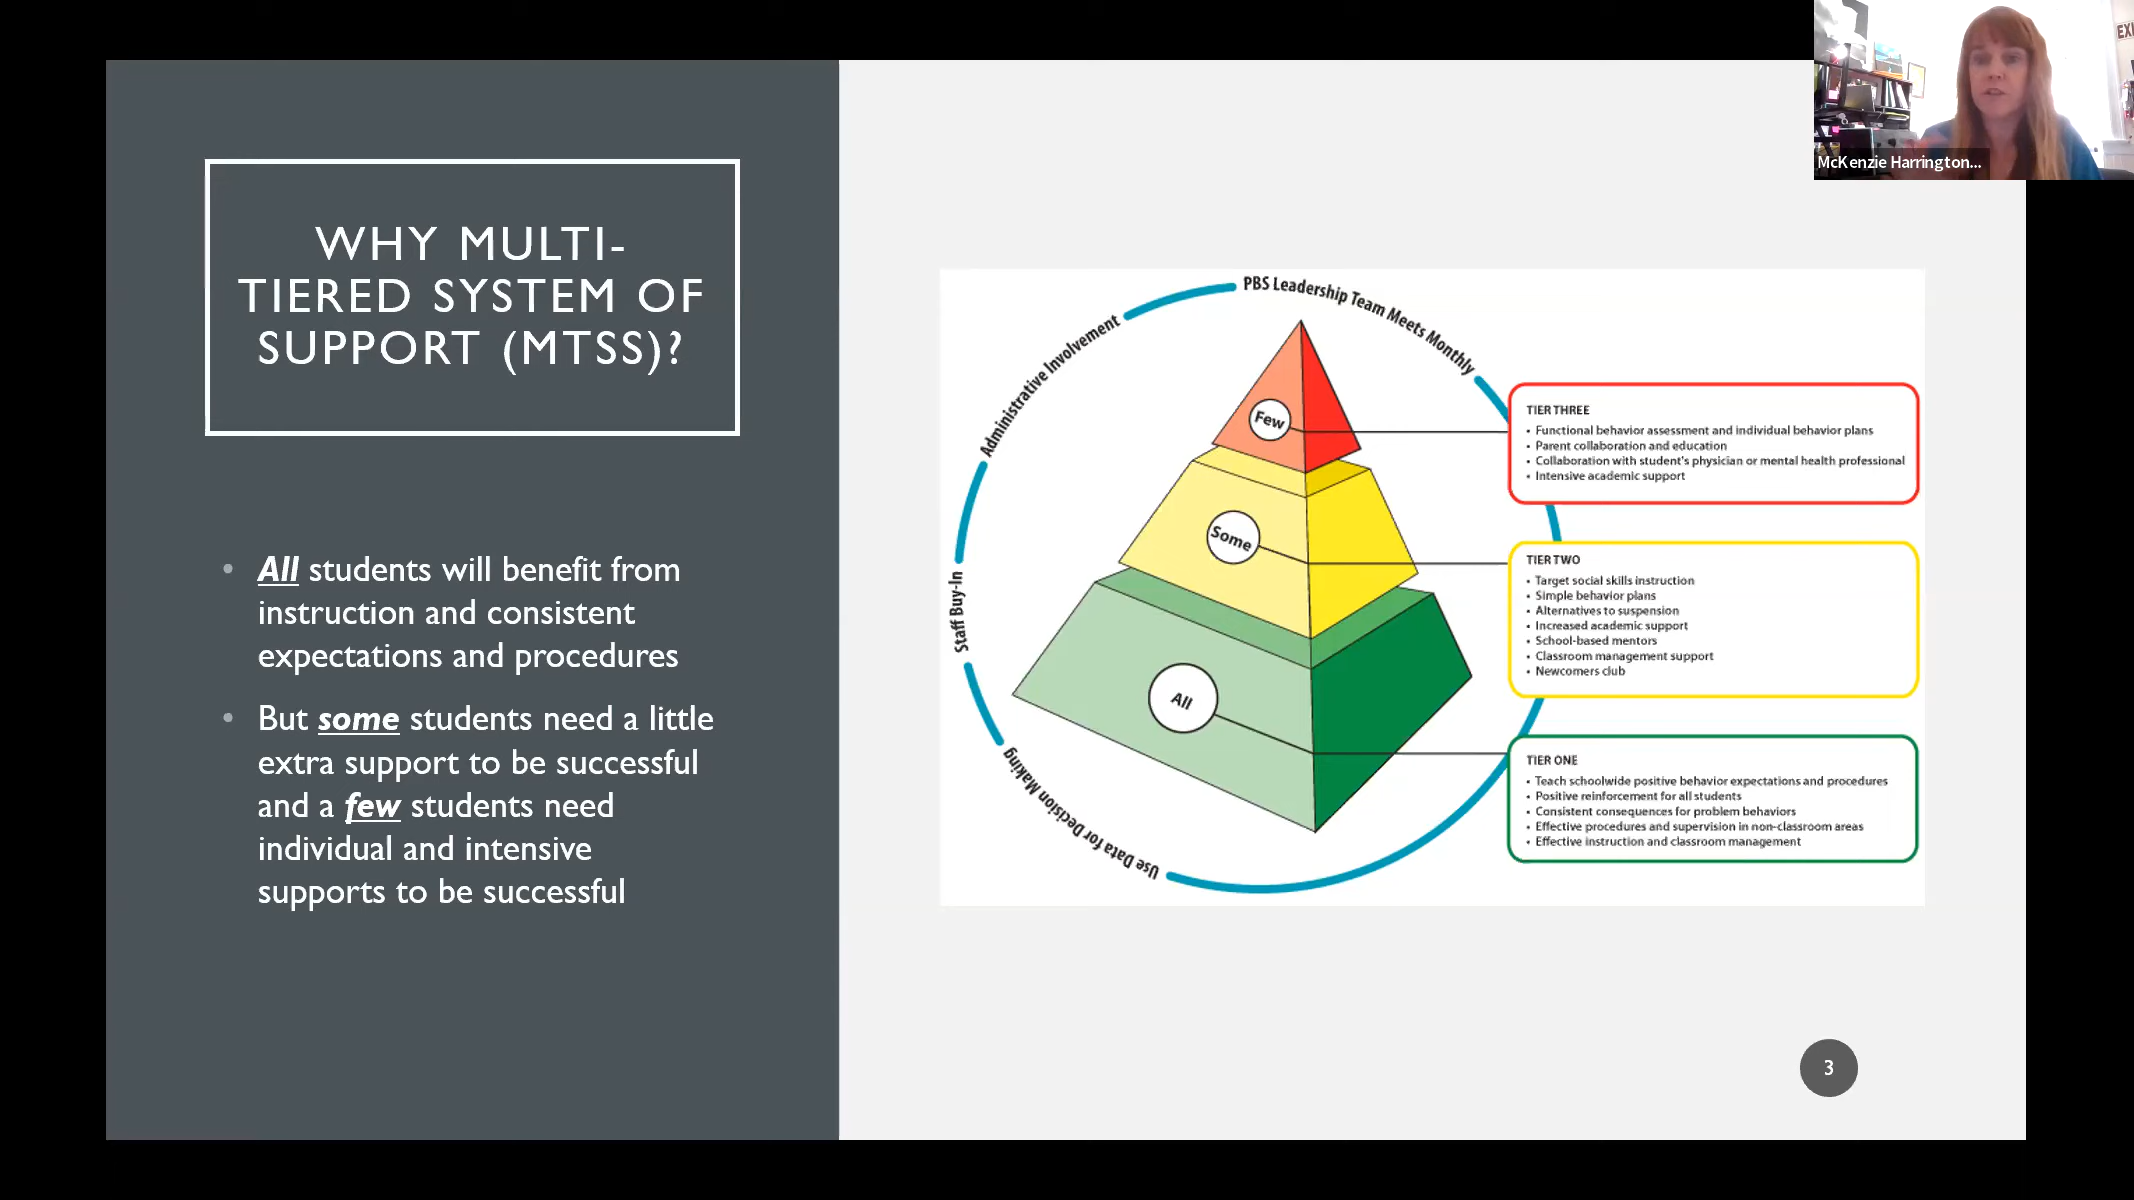 WHY MULTI-
TIERED SYSTEM OF
SUPPORT (MTSS)?
• All students will benefit from
instruction and consistent
expectations and procedures
• But some students need a little
extra support to be successful
and a few students need
individual and intensive
supports to be successful
PBS Leadership Team Meets Monthly
Administrative Involvement
Staff Buy-In
Use Data for Decision Making
Few
Some
All
TIER THREE
• Functional behavior assessment and individual behavior plans
• Parent collaboration and education
• Collaboration with student's physician or mental health professional
• Intensive academic support
TIER TWO
• Target social skills instruction
• Simple behavior plans
• Alternatives to suspension
• Increased academic support
• School-based mentors
• Classroom management support
• Newcomers club
TIER ONE
• Teach schoolwide positive behavior expectations and procedures
• Positive reinforcement for all students
• Consistent consequences for problem behaviors
• Effective procedures and supervision in non-classroom areas
• Effective instruction and classroom management
3
McKenzie Harrington...